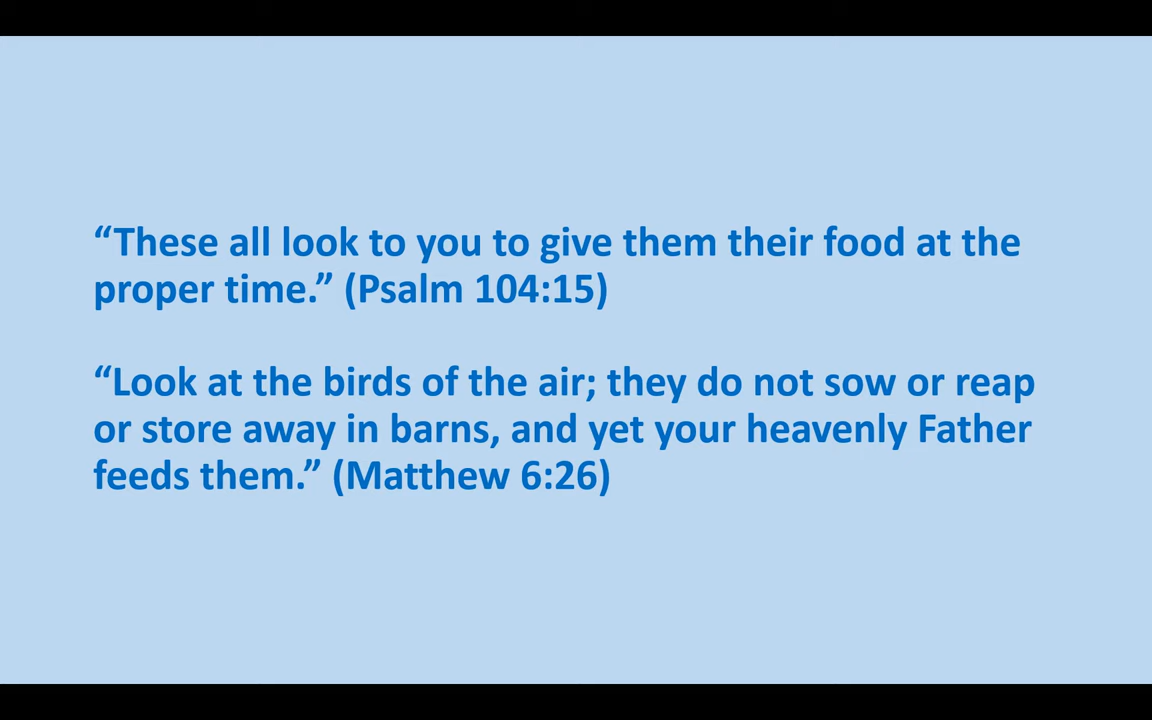 “These all look to you to give them their food at the
proper time.” (Psalm 104:15)
“Look at the birds of the air; they do not sow or reap
or store away in barns, and yet your heavenly Father
feeds them.” (Matthew 6:26)